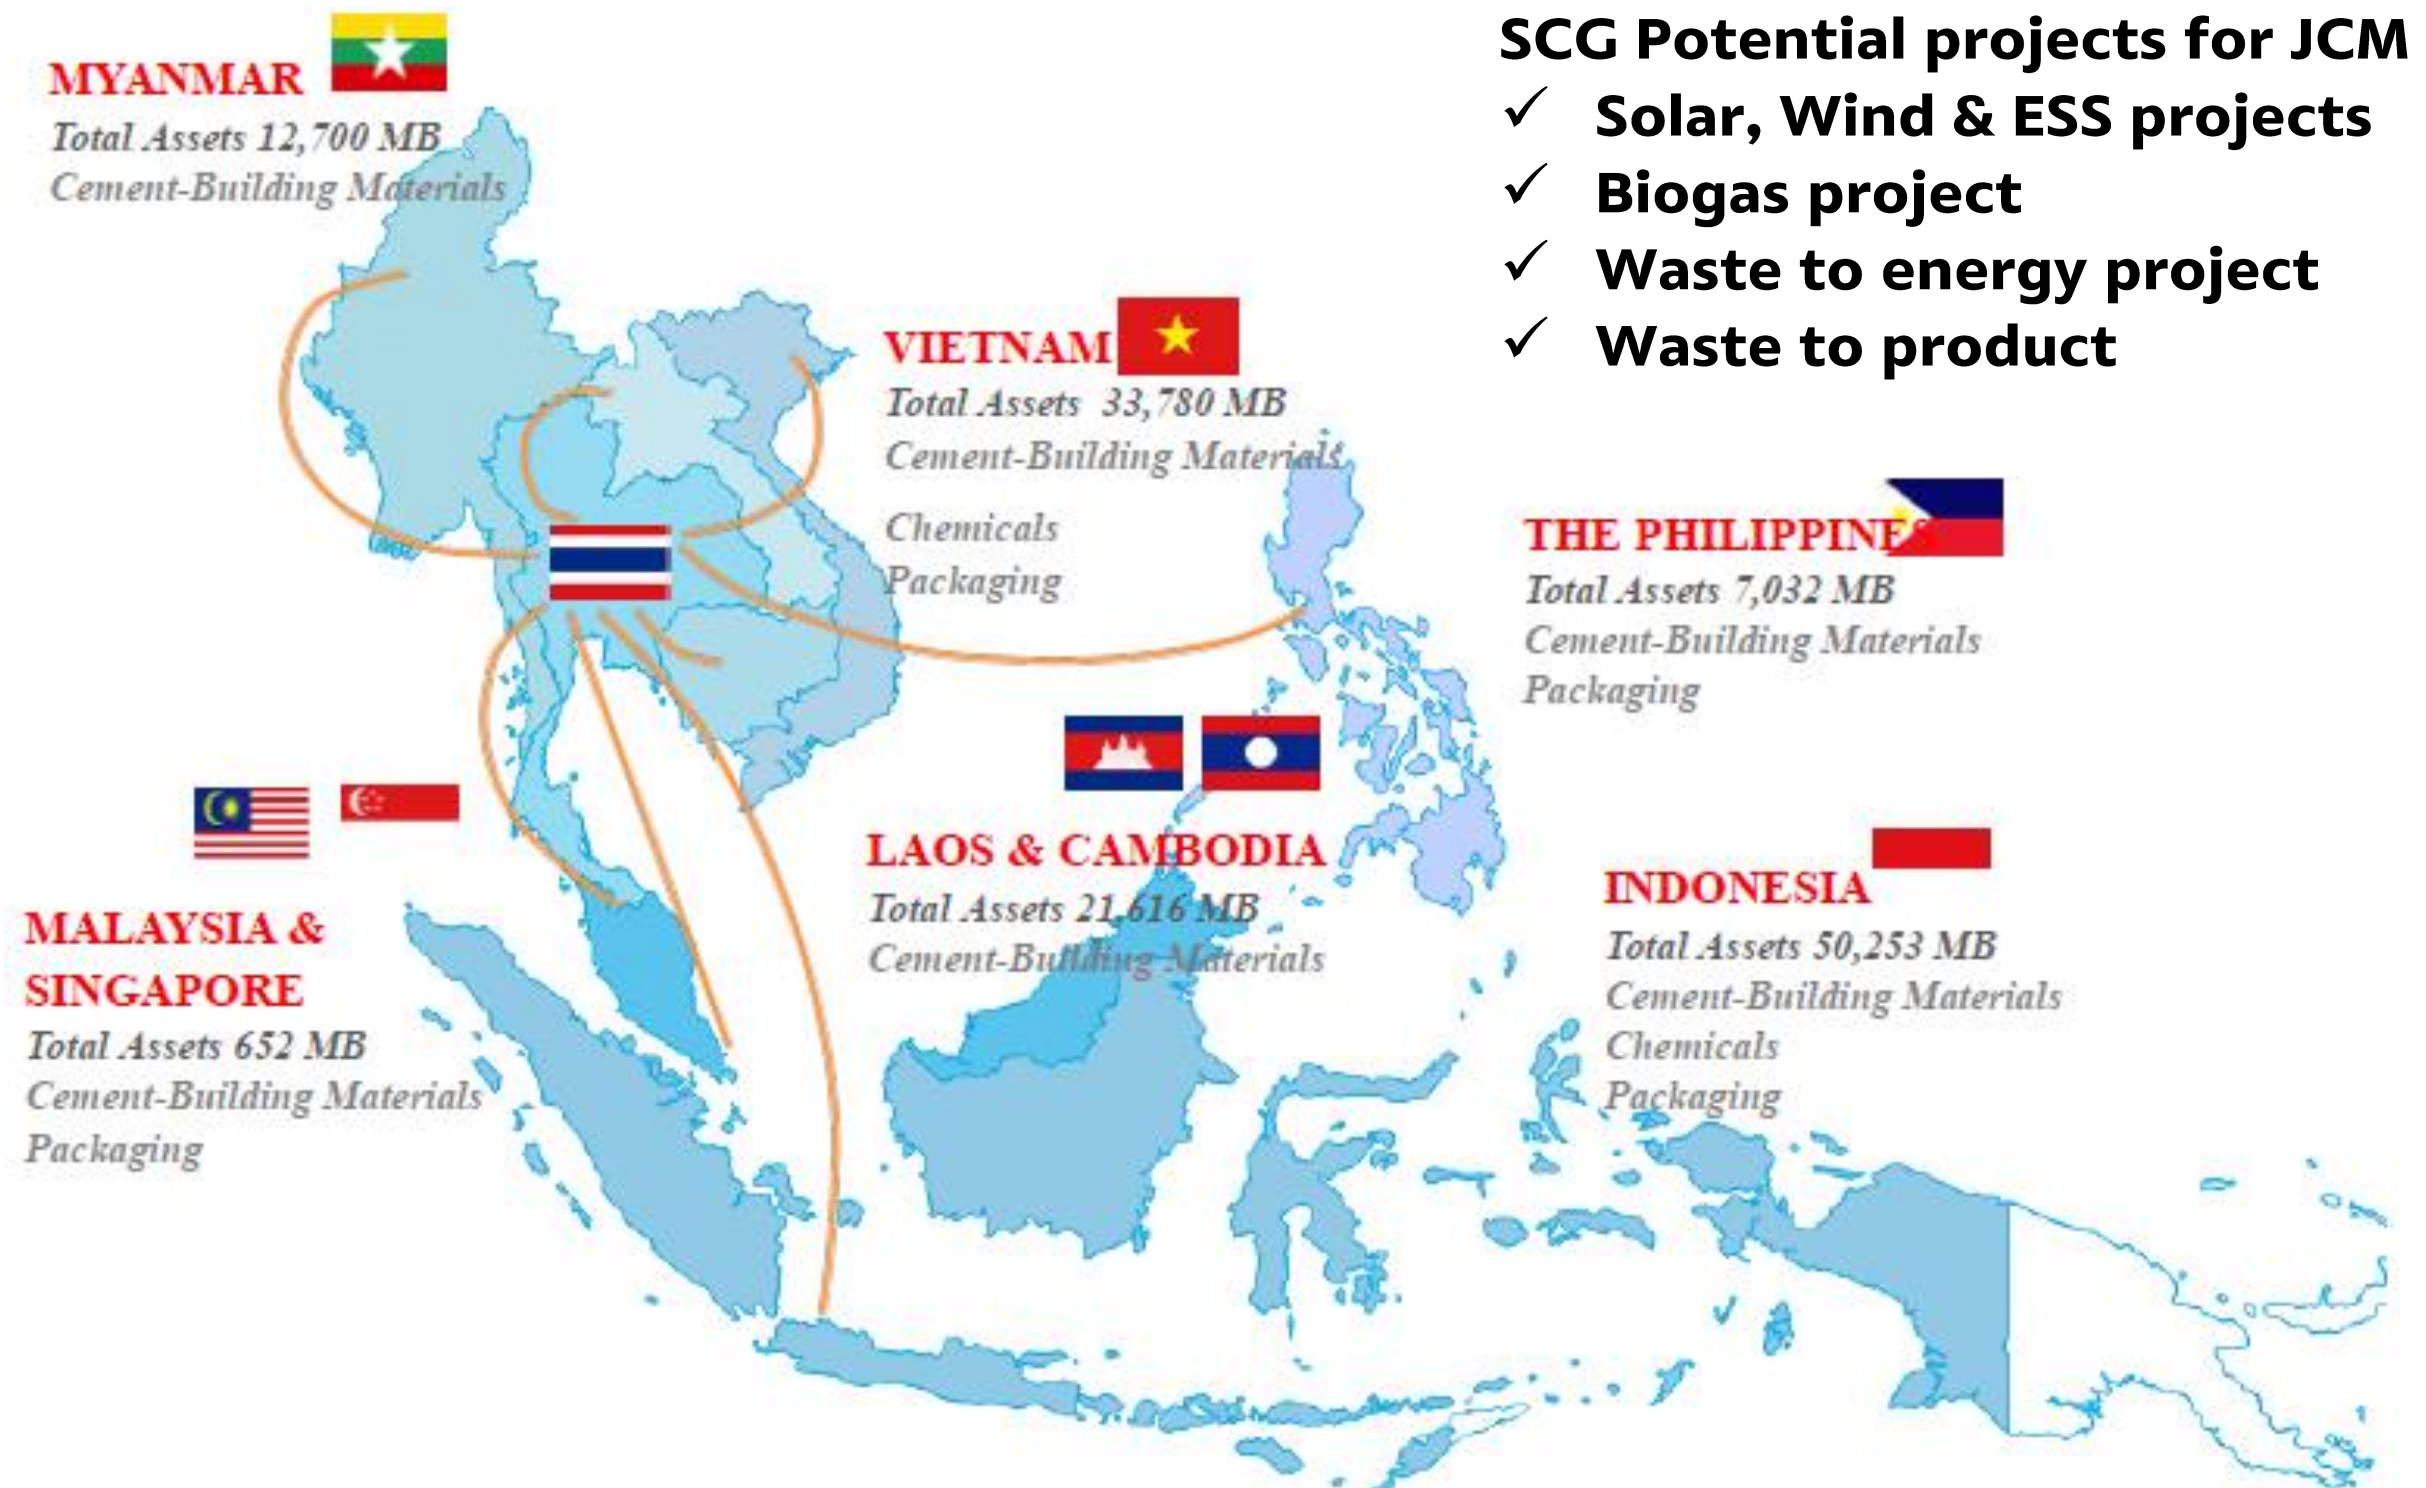 SCG Potential projects for JCM
✓ Solar, Wind & ESS projects
✓ Biogas project
✓ Waste to energy project
✓ Waste to product
MYANMAR
Total Assets 12,700 MB
Cement-Building Materials
VIETNAM
Total Assets 33,780 MB
Cement-Building Materials
Chemicals
Packaging
THE PHILIPPINES
Total Assets 7,032 MB
Cement-Building Materials
Packaging
LAOS & CAMBODIA
Total Assets 21,616 MB
Cement-Building Materials
MALAYSIA &
SINGAPORE
Total Assets 652 MB
Cement-Building Materials
Packaging
INDONESIA
Total Assets 50,253 MB
Cement-Building Materials
Chemicals
Packaging